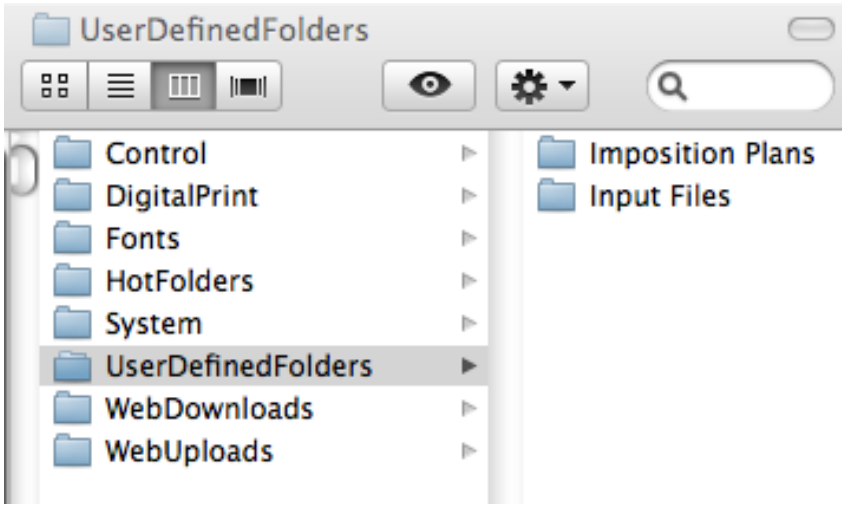 UserDefinedFolders
Control
DigitalPrint
Fonts
HotFolders
System
UserDefinedFolders
WebDownloads
WebUploads
Imposition Plans
Input Files